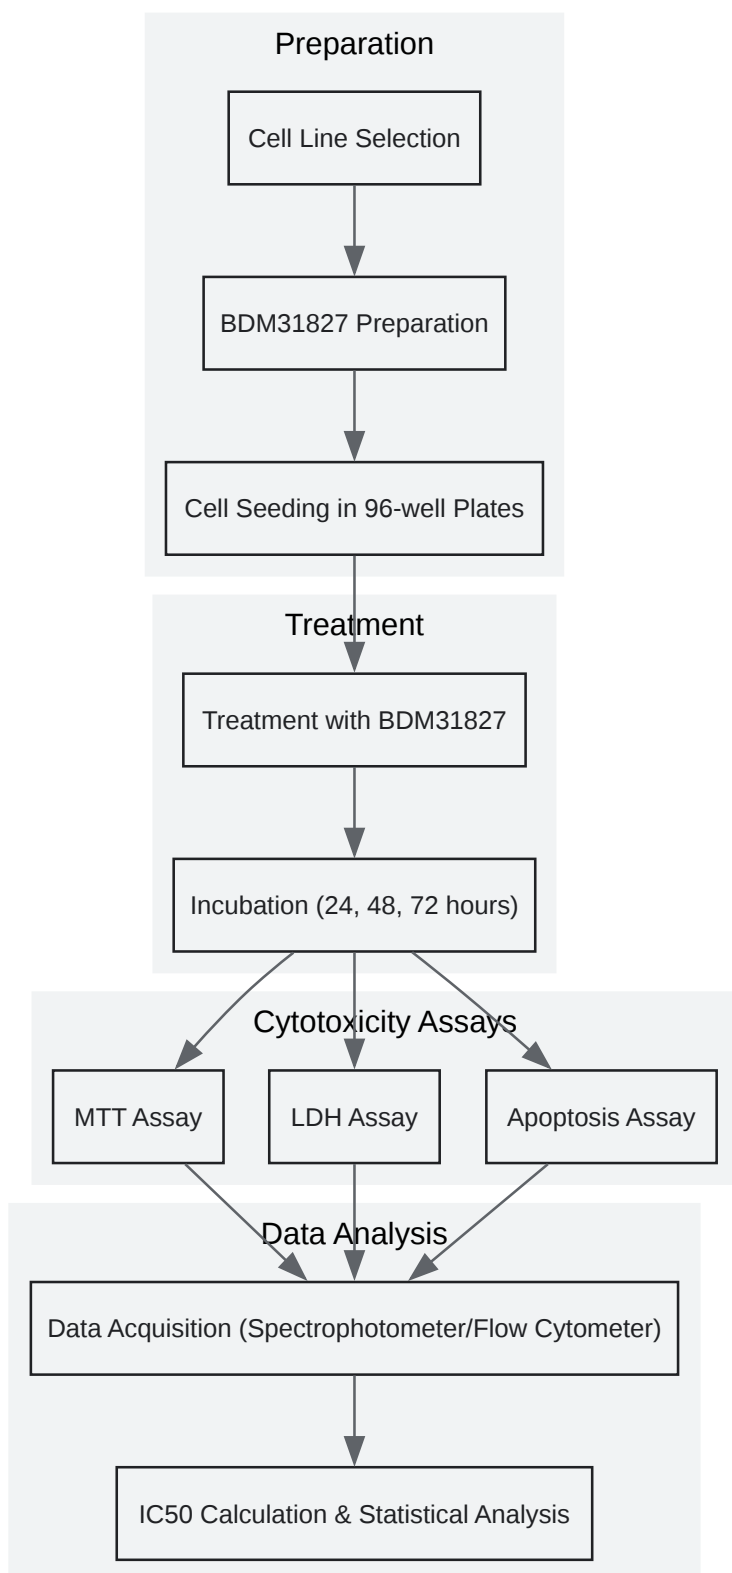 Preparation
Cell Line Selection
BDM31827 Preparation
Cell Seeding in 96-well Plates
Treatment
Treatment with BDM31827
Incubation (24, 48, 72 hours)
Cytotoxicity Assays
MTT Assay
LDH Assay
Apoptosis Assay
Data Analysis
Data Acquisition (Spectrophotometer/Flow Cytometer)
IC50 Calculation & Statistical Analysis